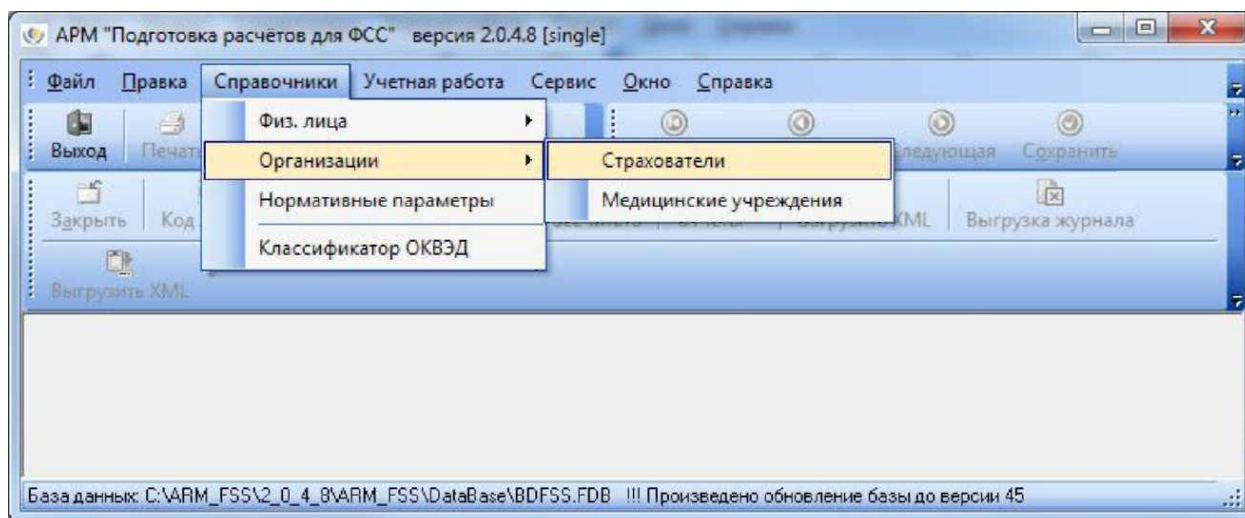 АРМ "Подготовка расчётов для ФСС" версия 2.0.4.8 [single]
Файл Правка Справочники Учетная работа Сервис Окно Справка
Физ. лица
Выход
Организации
Страхователи
Сохранить
Нормативные параметры
Медицинские учреждения
Закрыть Код XML Выгрузка журнала
Классификатор ОКВЭД
Выгрузить XML
База данных: C:\ARM_FSS\2_0_4_8\ARM_FSS\DataBase\BDFSS.FDB !!! Произведено обновление базы до версии 45